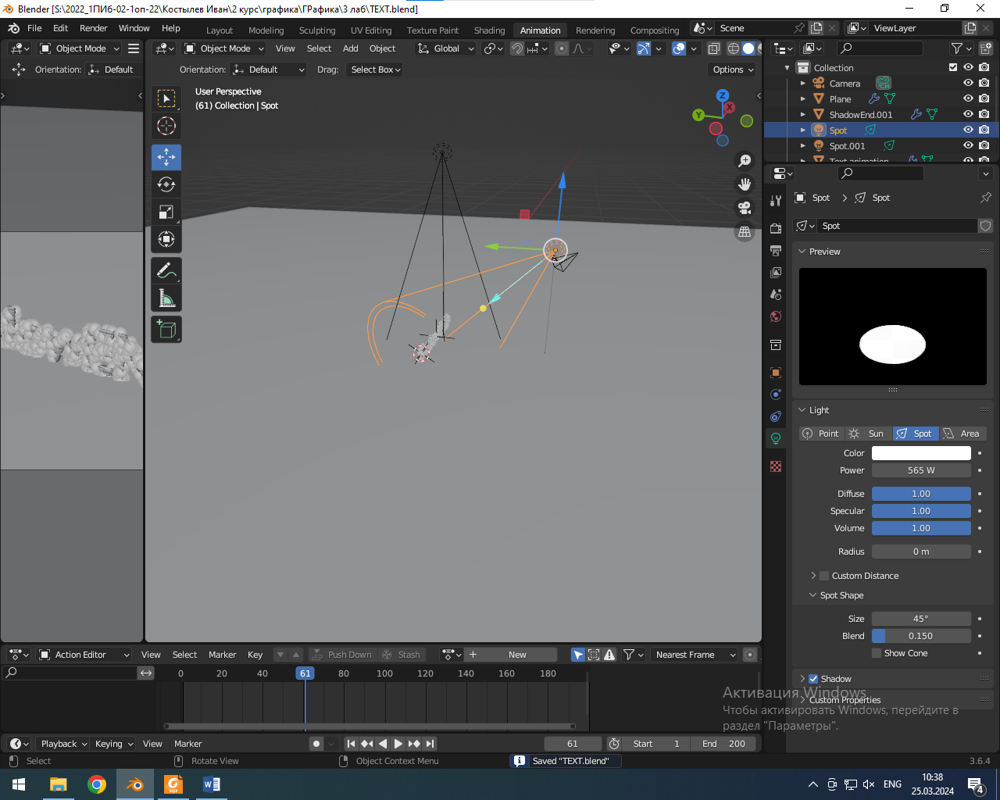 Blender [S:\2022_1ПИб-02-1оп-22\Костылев Иван\2 курс\графика\ГРафика\3 лаб\TEXT.blend]
File Edit Render Window Help Layout Modeling Sculpting UV Editing Texture Paint Shading Animation Rendering Compositing Scene ViewLayer
Object Mode Object Mode View Select Add Object Global
Orientation: Default Orientation: Default Drag: Select Box Options
User Perspective
(61) Collection | Spot
Z
X
Y
Collection
Camera
Plane
ShadowEnd.001
Spot
Spot.001
Text animation
Spot Spot
Spot
Preview
Light
Point Sun Spot Area
Color
Power 565 W
Diffuse 1.00
Specular 1.00
Volume 1.00
Radius 0 m
Custom Distance
Spot Shape
Size 45°
Blend 0.150
Show Cone
Shadow
Custom Properties
Активация Windows
Чтобы активировать Windows, перейдите в
раздел "Параметры".
Action Editor View Select Marker Key Push Down Stash New Nearest Frame
0 20 40 61 80 100 120 140 160 180
Playback Keying View Marker 61 Start 1 End 200
Select Rotate View Object Context Menu Saved "TEXT.blend" 3.6.4
ENG 10:38
25.03.2024 4